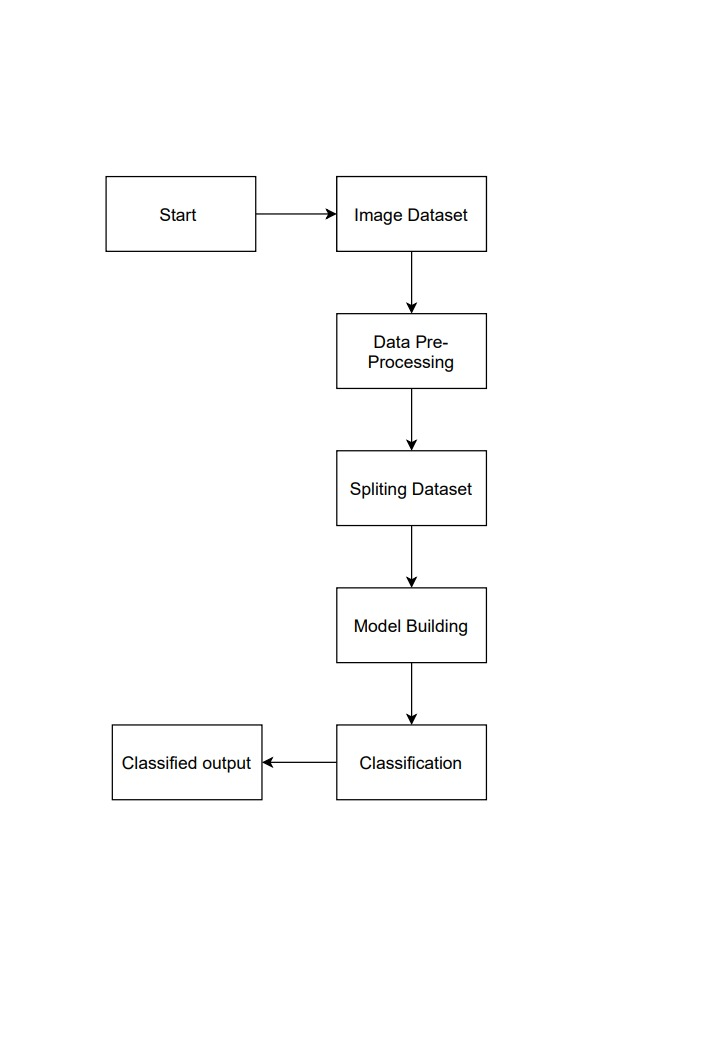 Start
Image Dataset
Data Pre-
Processing
Spliting Dataset
Model Building
Classified output
Classification